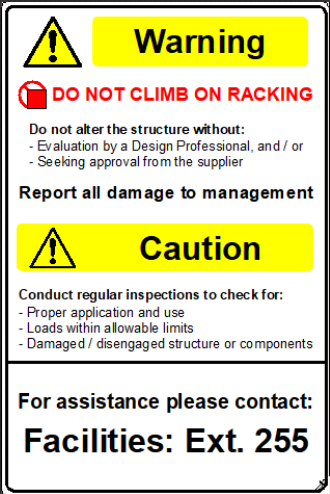 Warning
DO NOT CLIMB ON RACKING
Do not alter the structure without:
- Evaluation by a Design Professional, and / or
- Seeking approval from the supplier
Report all damage to management
Caution
Conduct regular inspections to check for:
- Proper application and use
- Loads within allowable limits
- Damaged / disengaged structure or components
For assistance please contact:
Facilities: Ext. 255